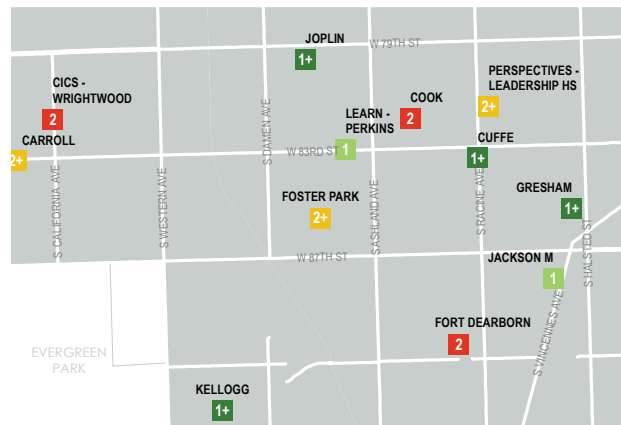 JOPLIN
W 79TH ST
1+
CICS -
WRIGHTWOOD
2
PERSPECTIVES -
LEADERSHIP HS
2+
COOK
2
LEARN -
PERKINS
1
S DAMEN AVE
CARROLL
2+
W 83RD ST
CUFFE
1+
S CALIFORNIA AVE
S WESTERN AVE
FOSTER PARK
2+
S ASHLAND AVE
S RACINE AVE
GRESHAM
1+
S HALSTED ST
W 87TH ST
JACKSON M
1
FORT DEARBORN
2
S VINCENNES AVE
EVERGREEN
PARK
KELLOGG
1+